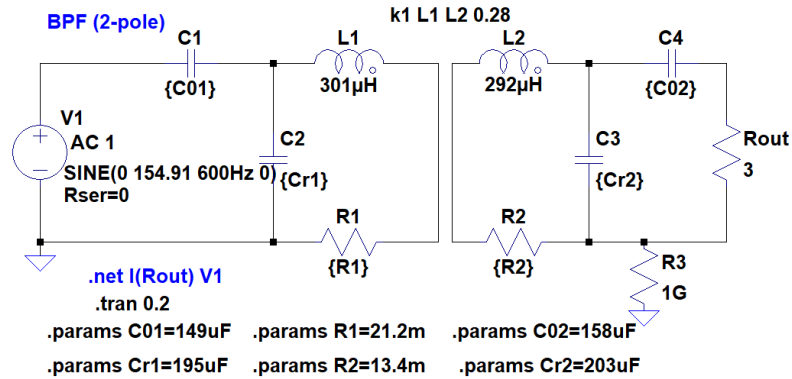 BPF (2-pole)
k1 L1 L2 0.28
C1
L1
L2
C4
{C01}
301µH
292µH
{C02}
V1
AC 1
SINE(0 154.91 600Hz 0)
Rser=0
C2
{Cr1}
C3
{Cr2}
Rout
3
R1
{R1}
R2
{R2}
R3
1G
.net I(Rout) V1
.tran 0.2
.params C01=149uF .params R1=21.2m .params C02=158uF
.params Cr1=195uF .params R2=13.4m .params Cr2=203uF